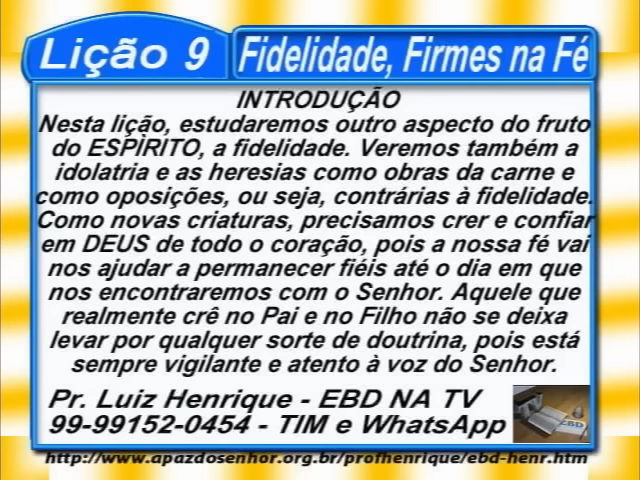 Lição 9
Fidelidade, Firmes na Fé
INTRODUÇÃO
Nesta lição, estudaremos outro aspecto do fruto
do ESPÍRITO, a fidelidade. Veremos também a
idolatria e as heresias como obras da carne e
como oposições, ou seja, contrárias à fidelidade.
Como novas criaturas, precisamos crer e confiar
em DEUS de todo o coração, pois a nossa fé vai
nos ajudar a permanecer fiéis até o dia em que
nos encontraremos com o Senhor. Aquele que
realmente crê no Pai e no Filho não se deixa
levar por qualquer sorte de doutrina, pois está
sempre vigilante e atento à voz do Senhor.
Pr. Luiz Henrique - EBD NA TV
99-99152-0454 - TIM e WhatsApp
EBD
http://www.apazdosenhor.org.br/profhenrique/ebd-henr.htm